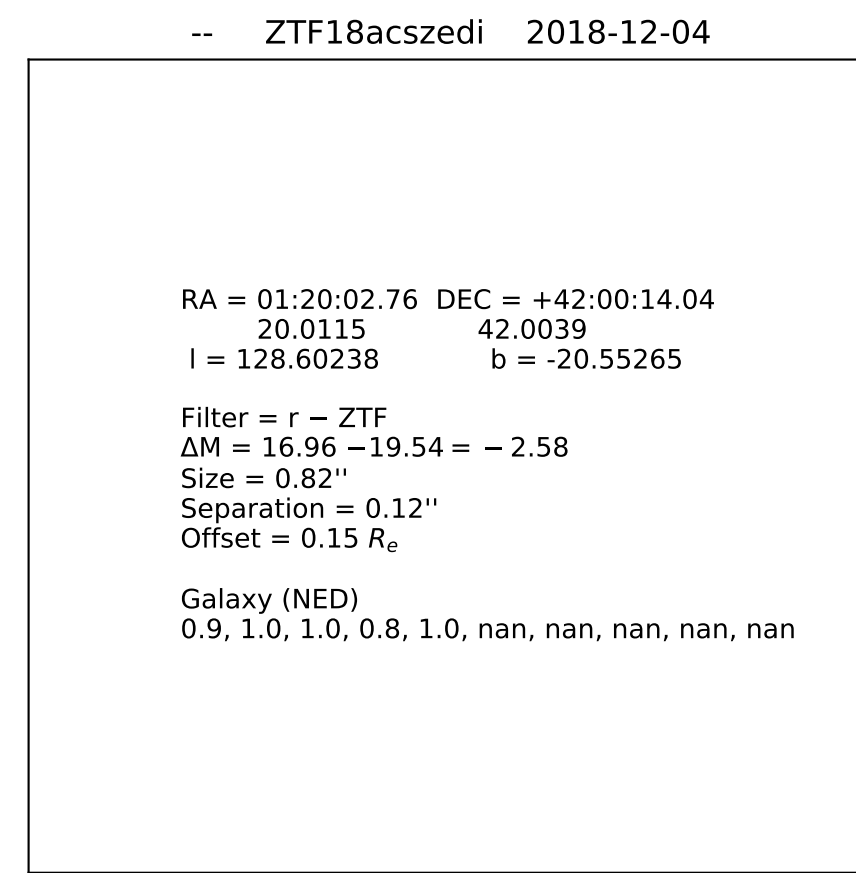 -- ZTF18acszedi 2018-12-04
RA = 01:20:02.76 DEC = +42:00:14.04
20.0115 42.0039
l = 128.60238 b = -20.55265
Filter = r − ZTF
ΔM = 16.96 −19.54 = − 2.58
Size = 0.82''
Separation = 0.12''
Offset = 0.15 Re
Galaxy (NED)
0.9, 1.0, 1.0, 0.8, 1.0, nan, nan, nan, nan, nan